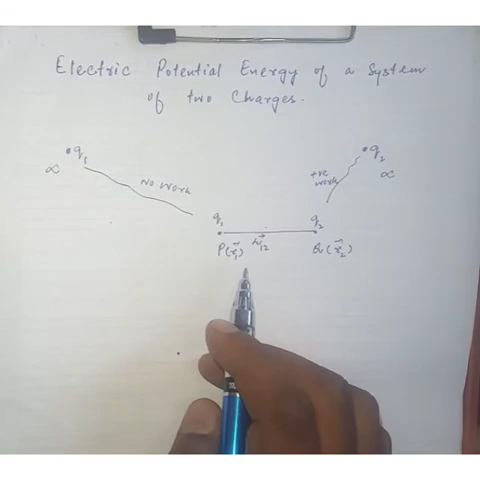 Electric Potential Energy of a System
of two Charges.
q₁
∝
No work
+ve
work
q₂
∝
q₁
q₂
P(r⃗₁)
r⃗₁₂
Q(r⃗₂)